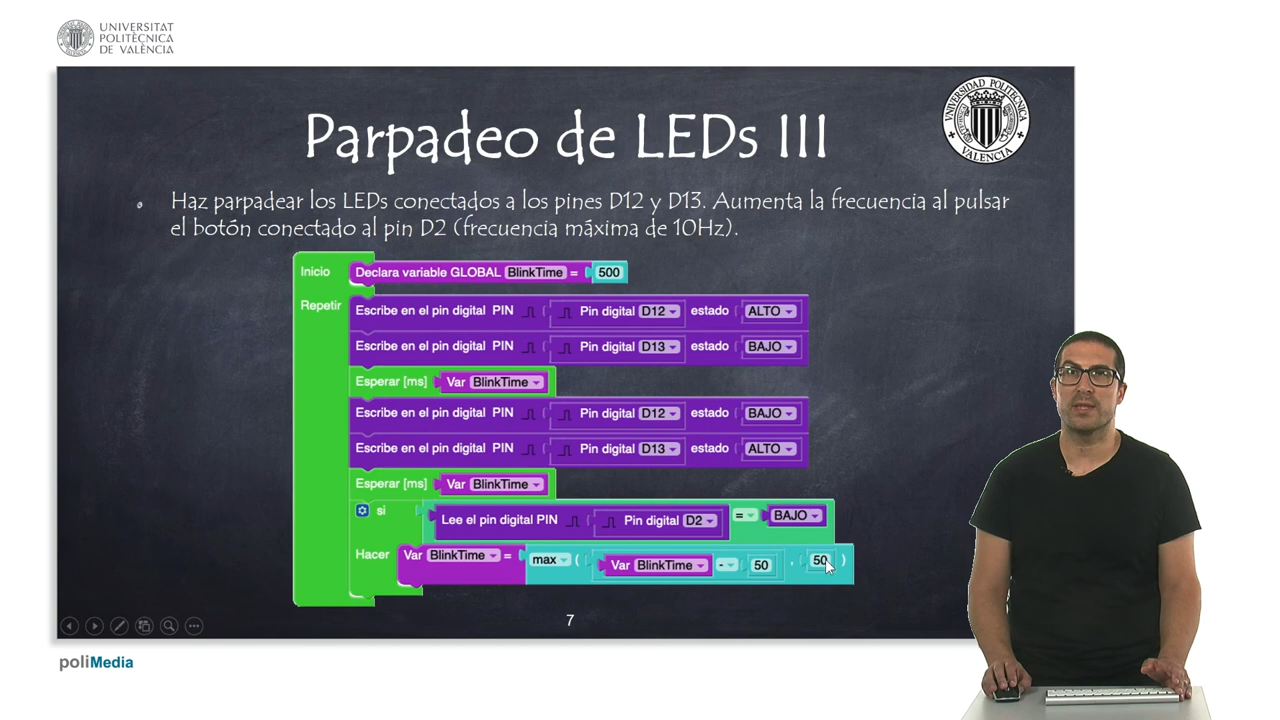 UNIVERSITAT
POLITÈCNICA
DE VALÈNCIA
UNIVERSIDAD POLITECNICA
VALENCIA
Parpadeo de LEDs III
Haz parpadear los LEDs conectados a los pines D12 y D13. Aumenta la frecuencia al pulsar
el botón conectado al pin D2 (frecuencia máxima de 10Hz).
Inicio Declara variable GLOBAL BlinkTime = 500
Repetir
Escribe en el pin digital PIN Pin digital D12 estado ALTO
Escribe en el pin digital PIN Pin digital D13 estado BAJO
Esperar [ms] Var BlinkTime
Escribe en el pin digital PIN Pin digital D12 estado BAJO
Escribe en el pin digital PIN Pin digital D13 estado ALTO
Esperar [ms] Var BlinkTime
si Lee el pin digital PIN Pin digital D2 = BAJO
Hacer Var BlinkTime = max ( Var BlinkTime - 50 , 50 )
7
poliMedia